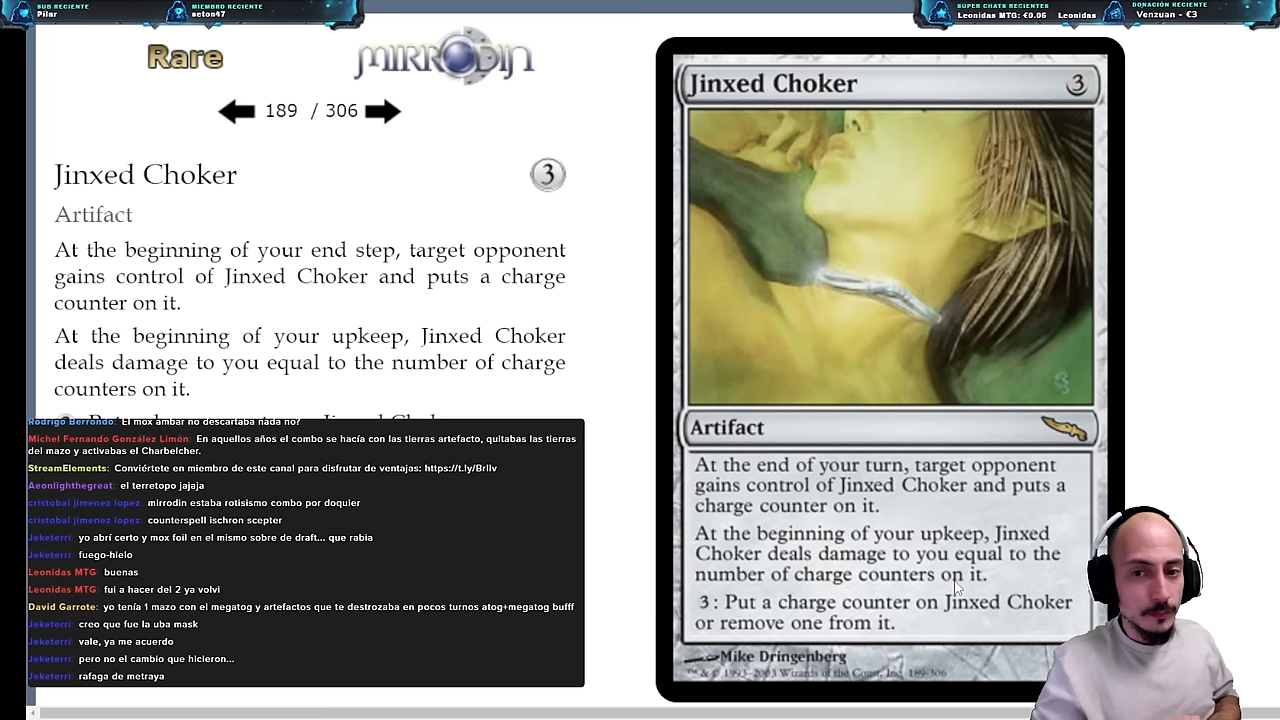 SUB RECIENTE
Pilar
MIEMBRO RECIENTE
seton47
SUPER CHATS RECIENTES
Leonidas MTG: €0.06 Leonidas
DONACIÓN RECIENTE
Venzuan - €3
Rare
MIRRODIN
189 / 306
Jinxed Choker
3
Artifact
At the beginning of your end step, target opponent
gains control of Jinxed Choker and puts a charge
counter on it.
At the beginning of your upkeep, Jinxed Choker
deals damage to you equal to the number of charge
counters on it.
Rodrigo Berrondo: El mox ambar no descartaba nada no?
Michel Fernando González Limón: En aquellos años el combo se hacía con las tierras artefacto, quitabas las tierras
del mazo y activabas el Charbelcher.
StreamElements: Conviértete en miembro de este canal para disfrutar de ventajas: https://t.ly/BrlIv
Aeonlighthegreat: el terretopo jajaja
cristobal jimenez lopez: mirrodin estaba rotisismo combo por doquier
cristobal jimenez lopez: counterspell ischron scepter
Jeketerri: yo abrí certo y mox foil en el mismo sobre de draft... que rabia
Jeketerri: fuego-hielo
Leonidas MTG: buenas
Leonidas MTG: fui a hacer del 2 ya volvi
David Garrote: yo tenía 1 mazo con el megatog y artefactos que te destrozaba en pocos turnos atog+megatog bufff
Jeketerri: creo que fue la uba mask
Jeketerri: vale, ya me acuerdo
Jeketerri: pero no el cambio que hicieron...
Jeketerri: rafaga de metraya
Jinxed Choker
3
Artifact
At the end of your turn, target opponent
gains control of Jinxed Choker and puts a
charge counter on it.
At the beginning of your upkeep, Jinxed
Choker deals damage to you equal to the
number of charge counters on it.
3 : Put a charge counter on Jinxed Choker
or remove one from it.
Mike Dringenberg
™ & © 1993–2003 Wizards of the Coast, Inc. 189/306